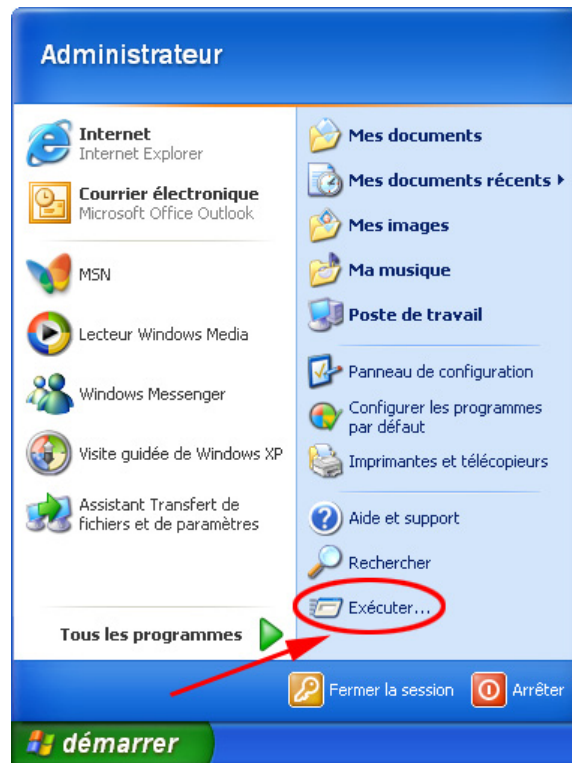 Administrateur
Internet
Internet Explorer
Courrier électronique
Microsoft Office Outlook
MSN
Lecteur Windows Media
Windows Messenger
Visite guidée de Windows XP
Assistant Transfert de
fichiers et de paramètres
Tous les programmes
Mes documents
Mes documents récents
Mes images
Ma musique
Poste de travail
Panneau de configuration
Configurer les programmes
par défaut
Imprimantes et télécopieurs
Aide et support
Rechercher
Exécuter...
Fermer la session
Arrêter
démarrer